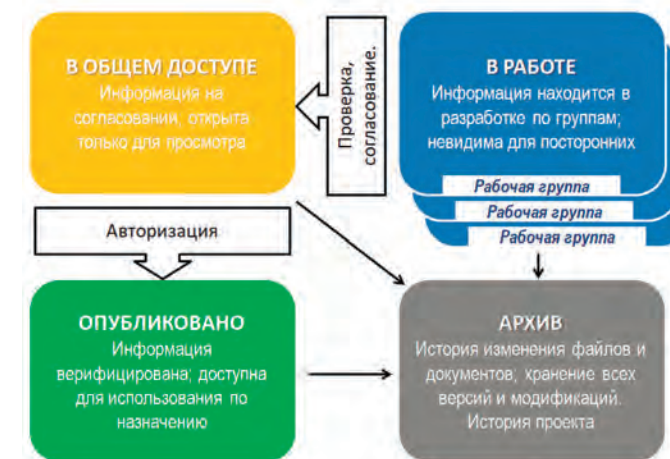 В ОБЩЕМ ДОСТУПЕ
Информация на
согласовании, открыта
только для просмотра
Проверка,
согласование.
В РАБОТЕ
Информация находится в
разработке по группам;
невидима для посторонних
Рабочая группа
Рабочая группа
Рабочая группа
Авторизация
ОПУБЛИКОВАНО
Информация
верифицирована; доступна
для использования по
назначению
АРХИВ
История изменения файлов и
документов; хранение всех
версий и модификаций.
История проекта